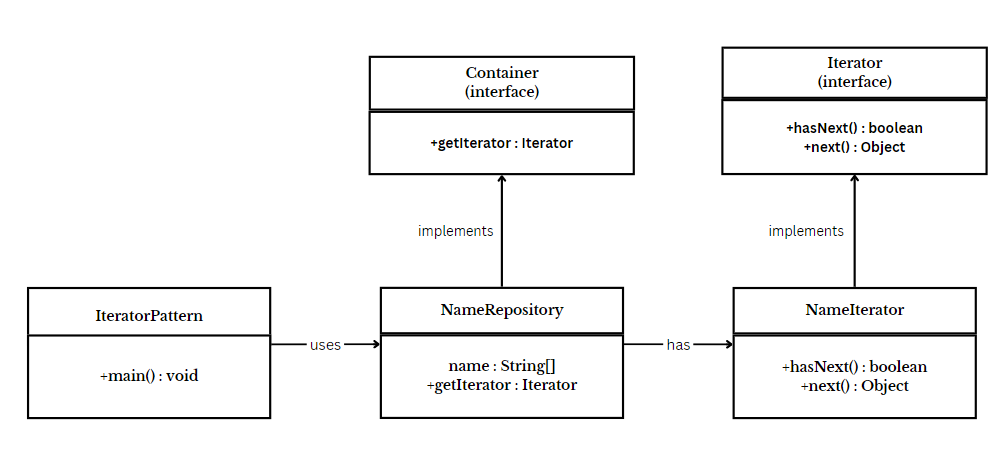 Container
(interface)
+getIterator : Iterator
Iterator
(interface)
+hasNext() : boolean
+next() : Object
implements
implements
IteratorPattern
+main() : void
uses
NameRepository
name : String[]
+getIterator : Iterator
has
NameIterator
+hasNext() : boolean
+next() : Object